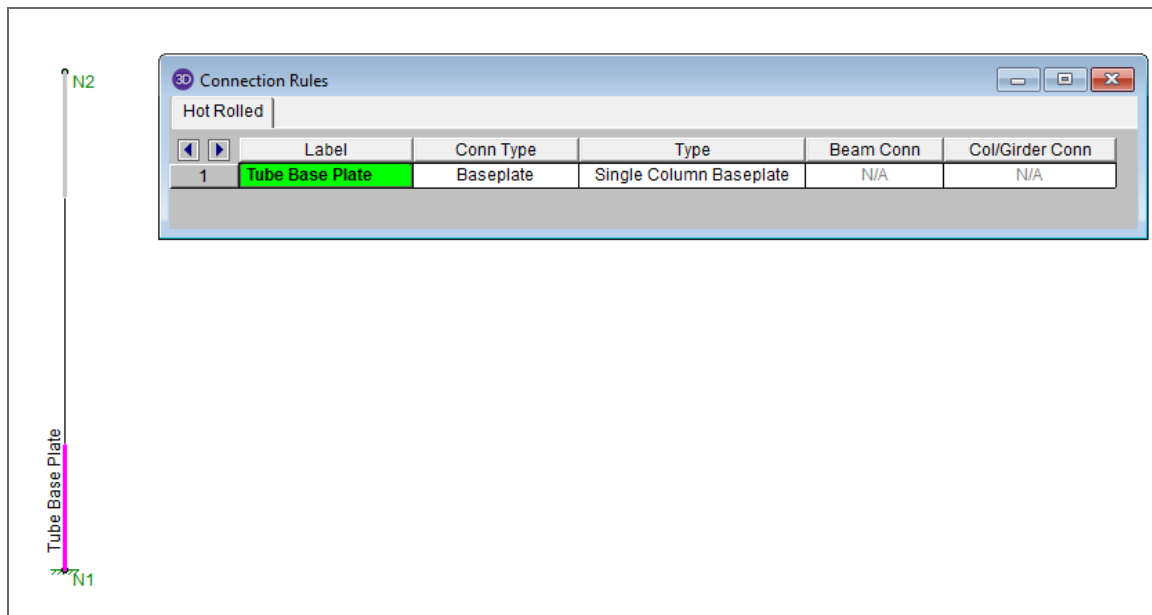 N2
3D Connection Rules
Hot Rolled
Label Conn Type Type Beam Conn Col/Girder Conn
1 Tube Base Plate Baseplate Single Column Baseplate N/A N/A
Tube Base Plate
N1